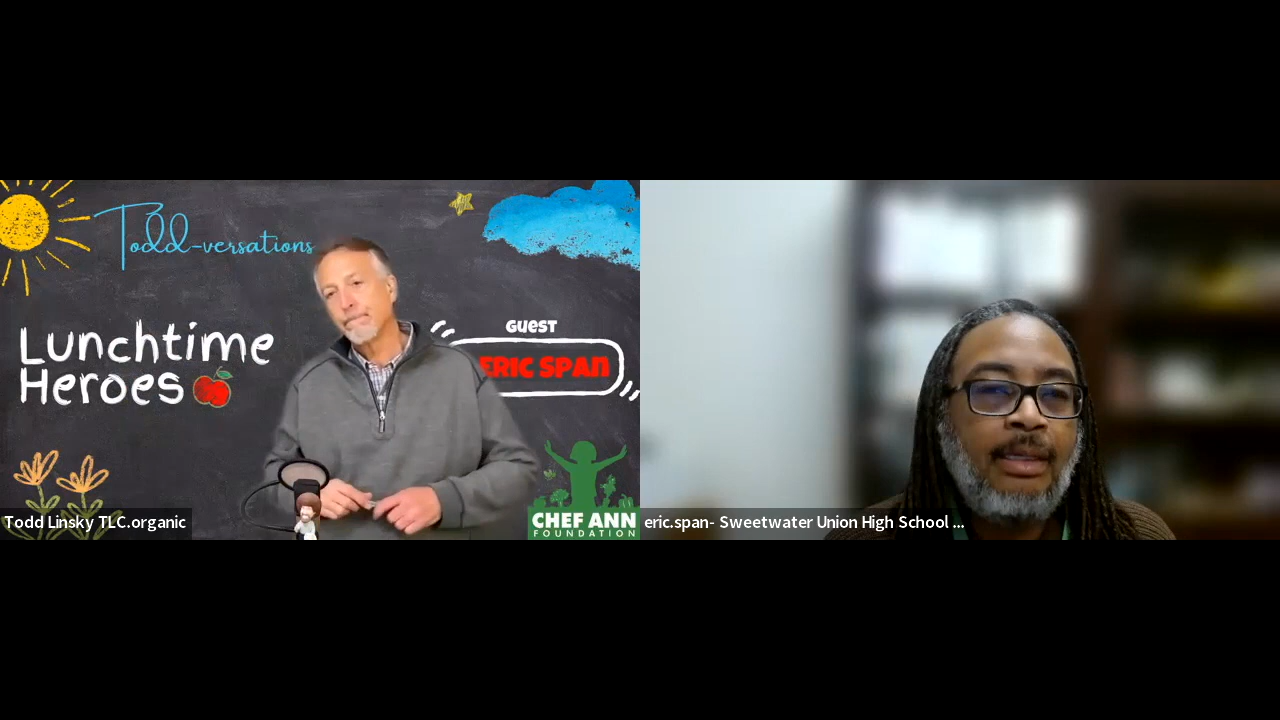 Todd-versations
Lunchtime
Heroes
GUEST
ERIC SPAN
CHEF ANN
FOUNDATION
Todd Linsky TLC.organic
eric.span- Sweetwater Union High School ...